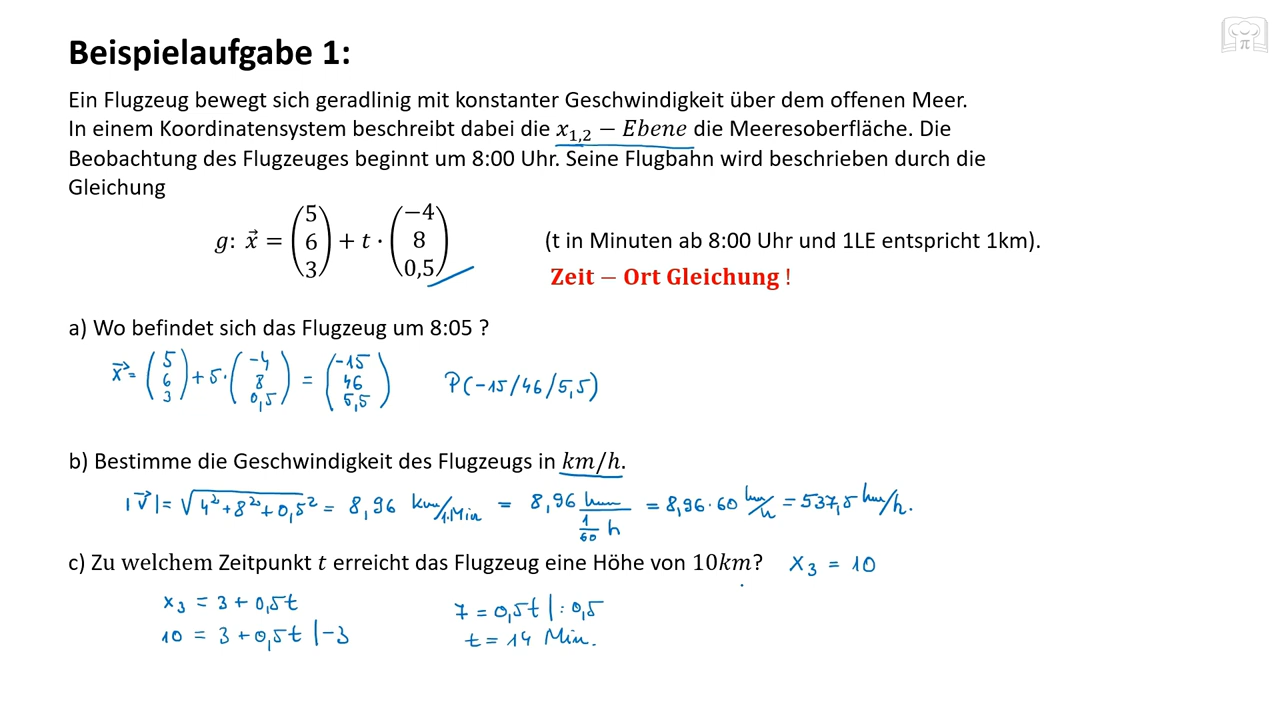 Beispielaufgabe 1:
Ein Flugzeug bewegt sich geradlinig mit konstanter Geschwindigkeit über dem offenen Meer.
In einem Koordinatensystem beschreibt dabei die x₁,₂ − Ebene die Meeresoberfläche. Die
Beobachtung des Flugzeuges beginnt um 8:00 Uhr. Seine Flugbahn wird beschrieben durch die
Gleichung
g: x⃗ = (5 6 3) + t · (−4 8 0,5) (t in Minuten ab 8:00 Uhr und 1LE entspricht 1km).
Zeit − Ort Gleichung !
a) Wo befindet sich das Flugzeug um 8:05 ?
x⃗ = (5 6 3) + 5 · (−4 8 0,5) = (−15 46 5,5) P(−15/46/5,5)
b) Bestimme die Geschwindigkeit des Flugzeugs in km/h.
|v⃗| = √4²+8²+0,5² = 8,96 km/1·Min = 8,96 km/(1/60 h) = 8,96·60 km/h = 537,5 km/h.
c) Zu welchem Zeitpunkt t erreicht das Flugzeug eine Höhe von 10km? x₃ = 10
x₃ = 3 + 0,5t 7 = 0,5t |: 0,5
10 = 3 + 0,5t |−3 t = 14 Min.